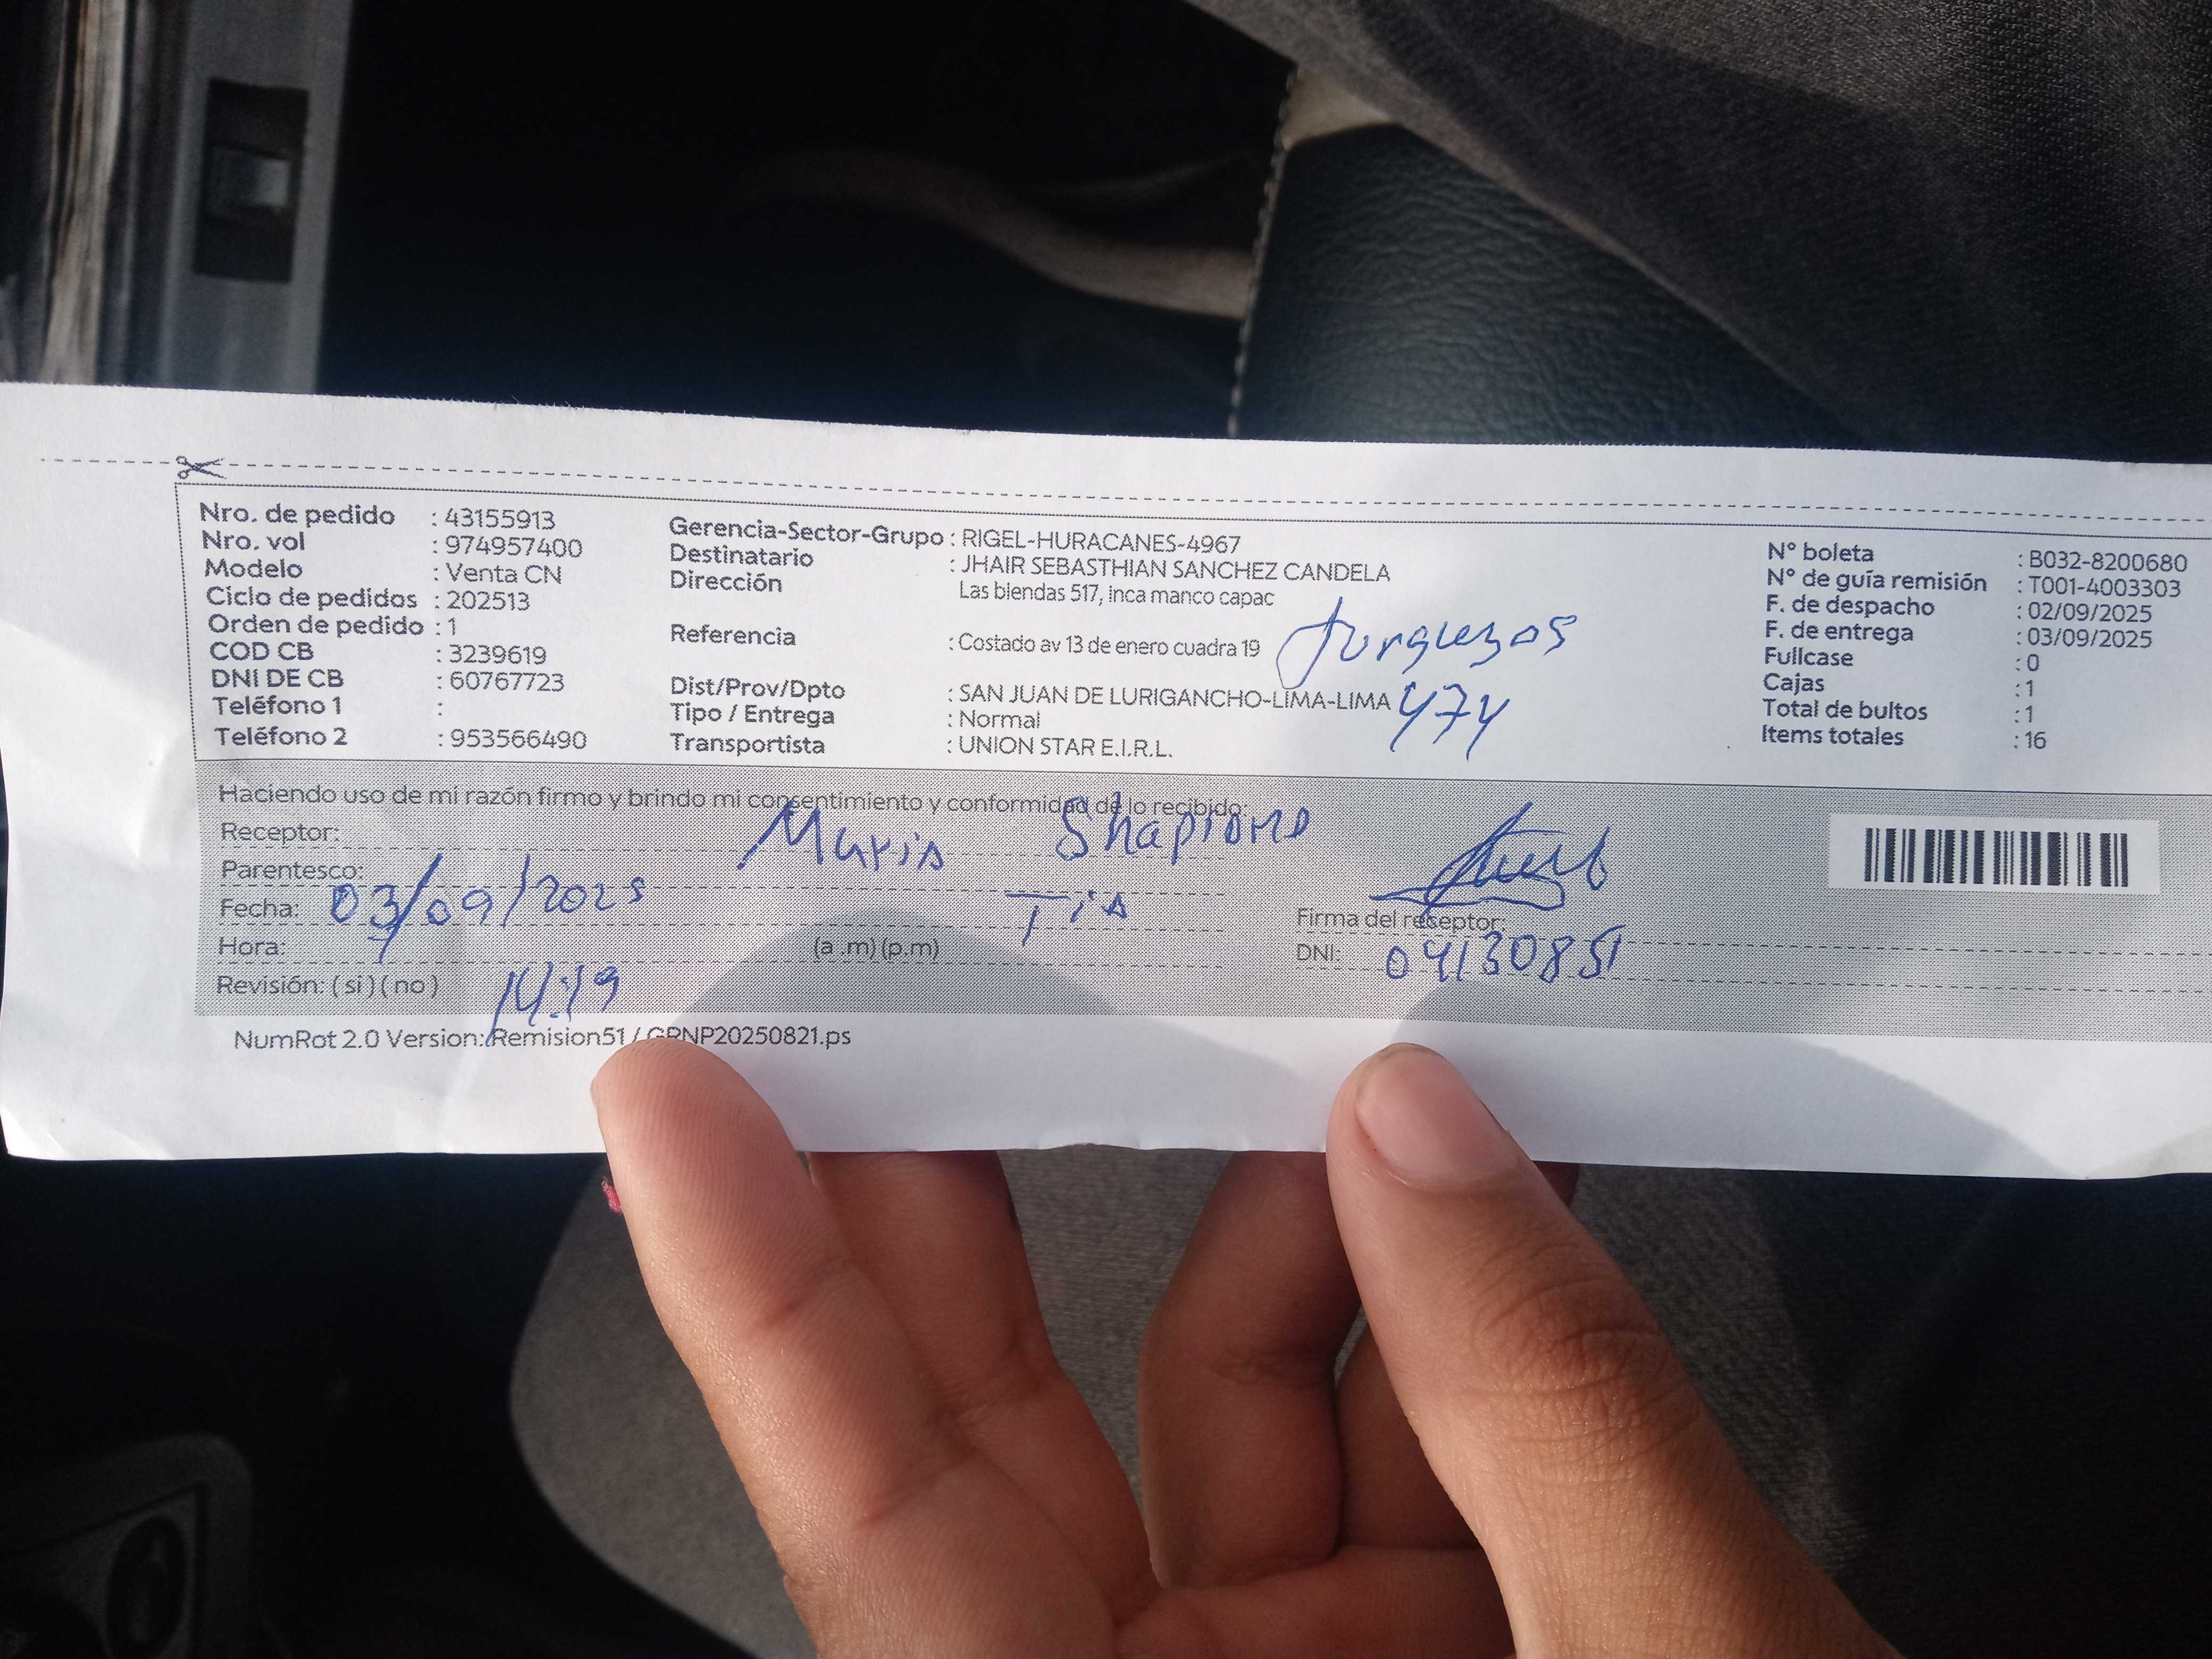 Nro. de pedido : 43155913
Nro. vol : 974957400
Modelo : Venta CN
Ciclo de pedidos : 202513
Orden de pedido : 1
COD CB : 3239619
DNI DE CB : 60767723
Teléfono 1 :
Teléfono 2 : 953566490
Gerencia-Sector-Grupo : RIGEL-HURACANES-4967
Destinatario : JHAIR SEBASTHIAN SANCHEZ CANDELA
Dirección Las biendas 517, inca manco capac
Referencia : Costado av 13 de enero cuadra 19
Dist/Prov/Dpto : SAN JUAN DE LURIGANCHO-LIMA-LIMA 474
Tipo / Entrega : Normal
Transportista : UNION STAR E.I.R.L.
N° boleta : B032-8200680
N° de guía remisión : T001-4003303
F. de despacho : 02/09/2025
F. de entrega : 03/09/2025
Fullcase : 0
Cajas : 1
Total de bultos : 1
Items totales : 16
Haciendo uso de mi razón firmo y brindo mi consentimiento y conformidad de lo recibido:
Receptor: Maria
Parentesco: Tia
Fecha: 03/09/2025
Hora: 14:19 (a .m) (p.m)
Revisión: ( si ) ( no )
Firma del receptor:
DNI: 04130851
NumRot 2.0 Version: Remision51 / GRNP20250821.ps